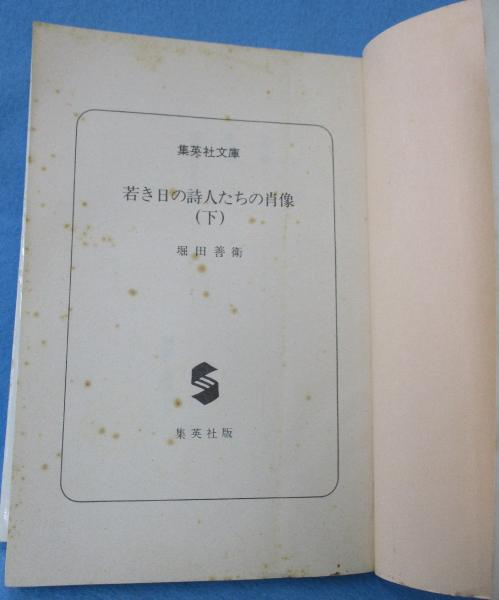 集英社文庫
若き日の詩人たちの肖像
(下)
堀田善衛
集英社版